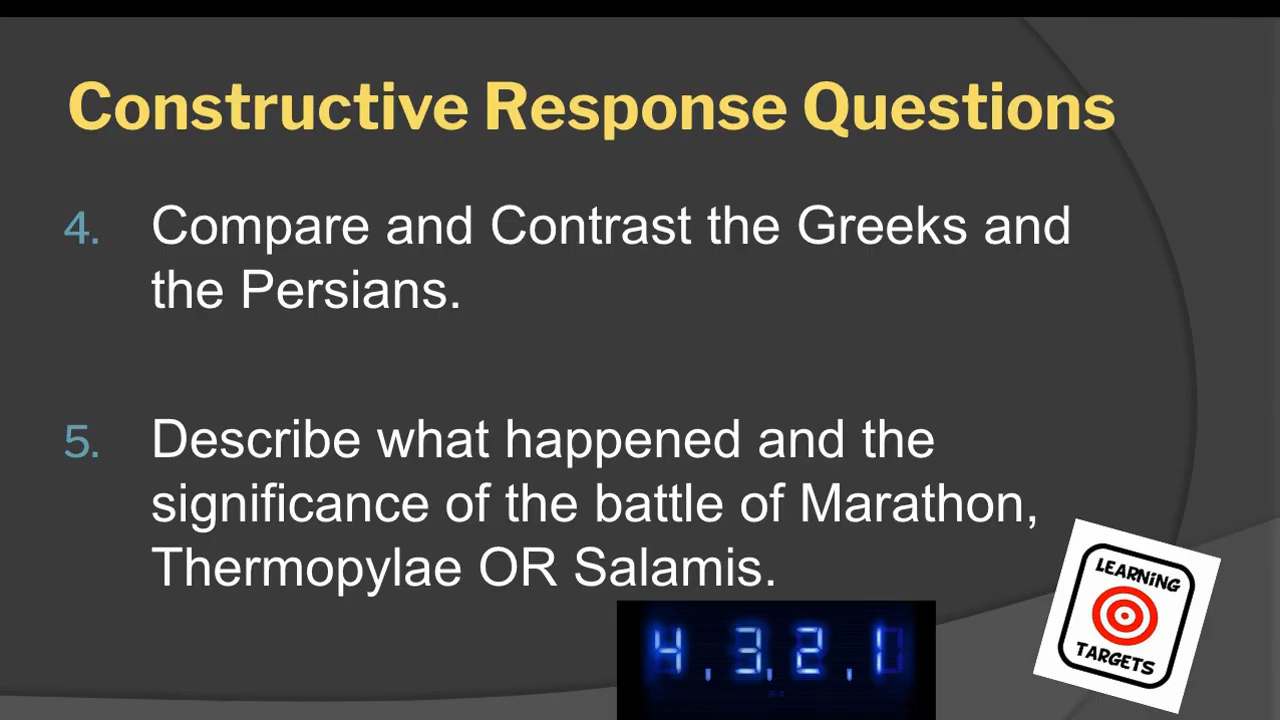 Constructive Response Questions
4. Compare and Contrast the Greeks and
the Persians.
5. Describe what happened and the
significance of the battle of Marathon,
Thermopylae OR Salamis.
LEARNiNG
TARGETS
4,3,2,1